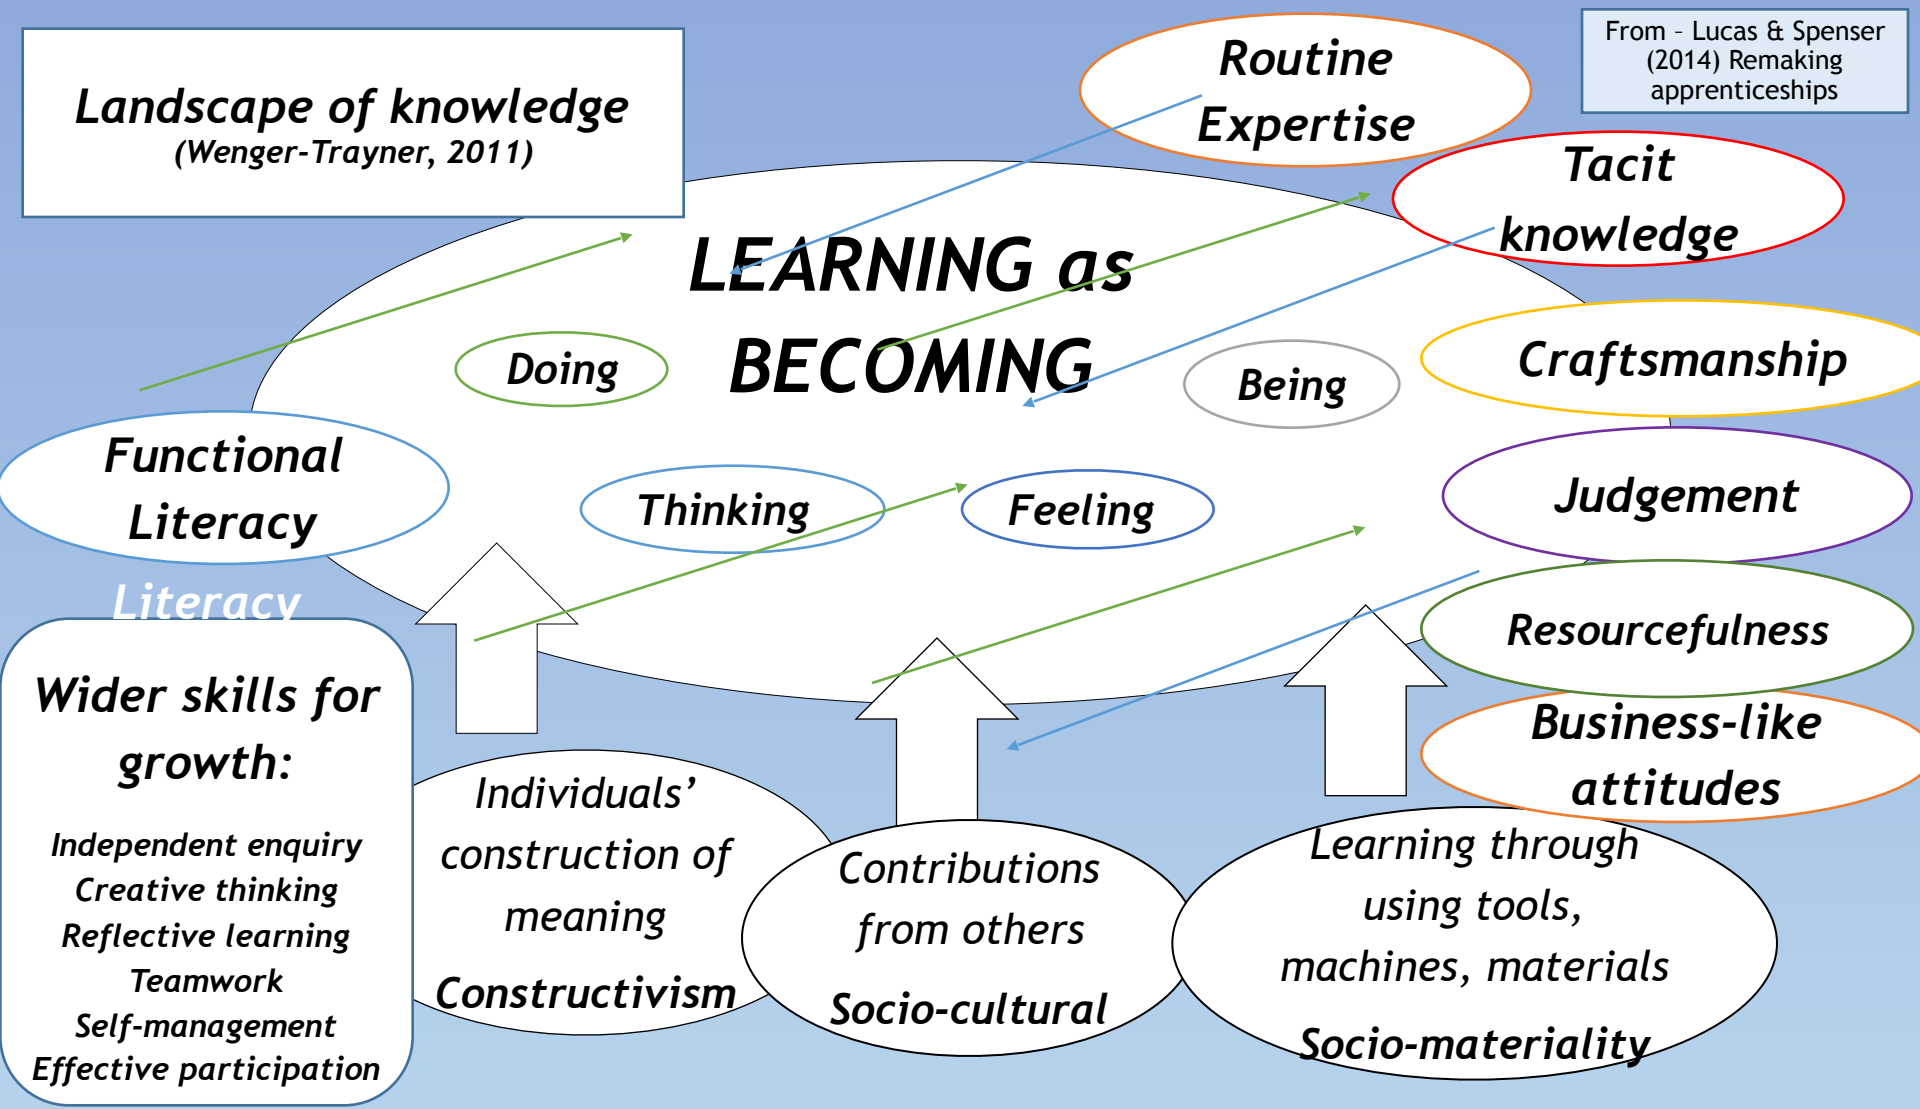 Landscape of knowledge
(Wenger-Trayner, 2011)
Routine
Expertise
From – Lucas & Spenser
(2014) Remaking
apprenticeships
Tacit
knowledge
LEARNING as
BECOMING
Doing
Being
Craftsmanship
Functional
Literacy
Thinking
Feeling
Judgement
Literacy
Resourcefulness
Wider skills for
growth:
Independent enquiry
Creative thinking
Reflective learning
Teamwork
Self-management
Effective participation
Business-like
attitudes
Individuals’
construction of
meaning
Constructivism
Contributions
from others
Socio-cultural
Learning through
using tools,
machines, materials
Socio-materiality